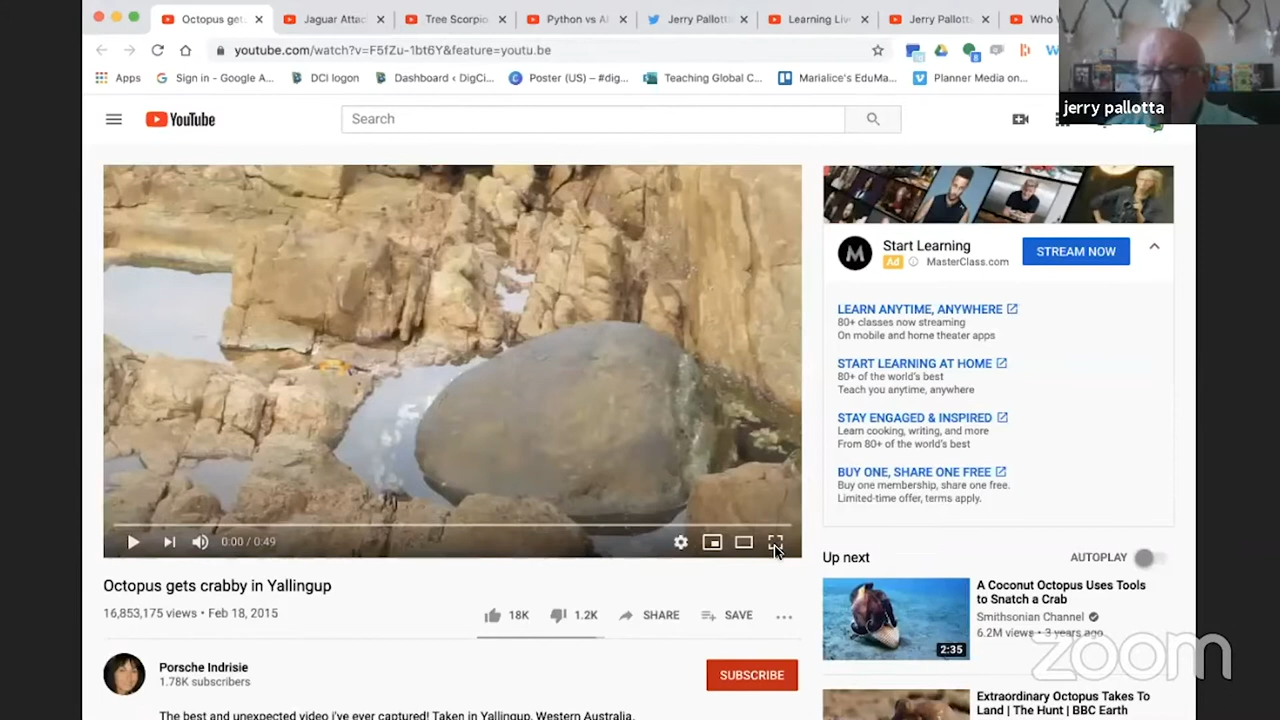 Octopus get
Jaguar Attac
Tree Scorpio
Python vs Al
Jerry Pallott
Learning Liv
Jerry Pallott
Who W
youtube.com/watch?v=F5fZu-1bt6Y&feature=youtu.be
Apps
Sign in - Google A...
DCI logon
Dashboard ‹ DigCi...
Poster (US) – #dig...
Teaching Global C...
Marialice's EduMa...
Planner Media on...
jerry pallotta
YouTube
Search
M
Start Learning
Ad
MasterClass.com
STREAM NOW
LEARN ANYTIME, ANYWHERE
80+ classes now streaming
On mobile and home theater apps
START LEARNING AT HOME
80+ of the world's best
Teach you anytime, anywhere
STAY ENGAGED & INSPIRED
Learn cooking, writing, and more
From 80+ of the world's best
BUY ONE, SHARE ONE FREE
Buy one membership, share one free.
Limited-time offer, terms apply.
0:00 / 0:49
Octopus gets crabby in Yallingup
16,853,175 views • Feb 18, 2015
18K
1.2K
SHARE
SAVE
Porsche Indrisie
1.78K subscribers
SUBSCRIBE
The best and unexpected video i've ever captured! Taken in Yallingup, Western Australia.
Up next
AUTOPLAY
A Coconut Octopus Uses Tools
to Snatch a Crab
Smithsonian Channel
6.2M views • 3 years ago
2:35
Extraordinary Octopus Takes To
Land | The Hunt | BBC Earth
zoom